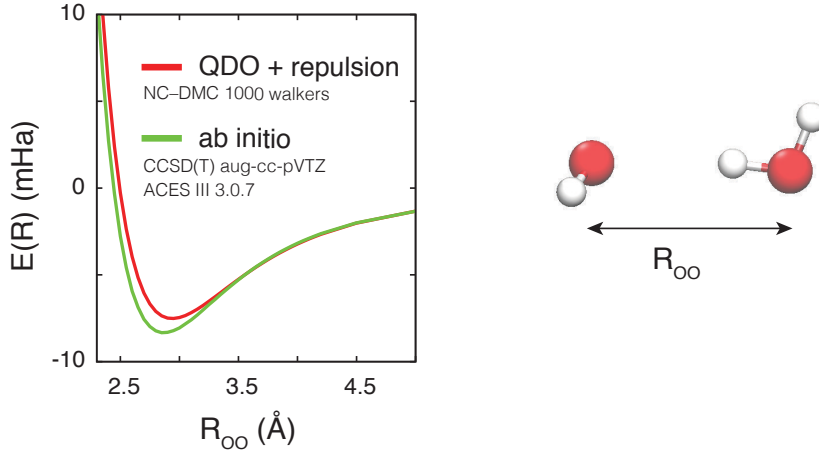 10
QDO + repulsion
NC–DMC 1000 walkers
ab initio
CCSD(T) aug-cc-pVTZ
ACES III 3.0.7
0
-10
E(R) (mHa)
2.5 3.5 4.5
R_OO (Å)
R_OO